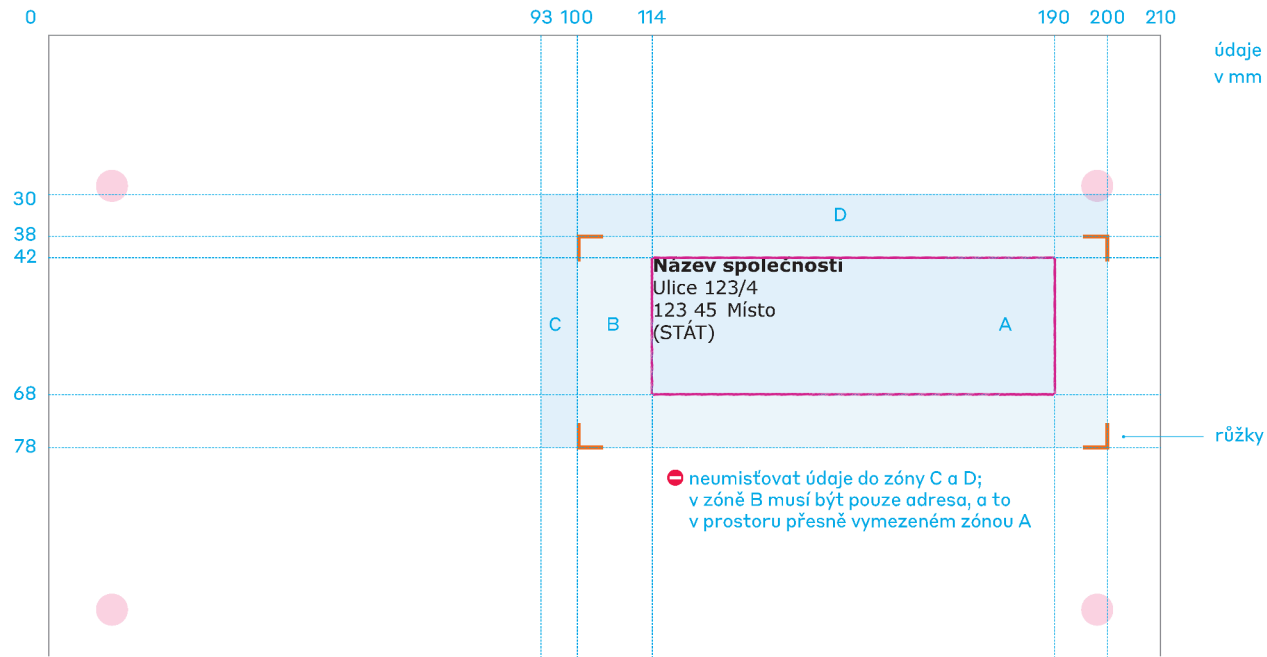 0 93 100 114 190 200 210
údaje
v mm
30
D
38
42
Název společnosti
Ulice 123/4
123 45 Místo
(STÁT)
C B A
68
78
růžky
neumisťovat údaje do zóny C a D;
v zóně B musí být pouze adresa, a to
v prostoru přesně vymezeném zónou A